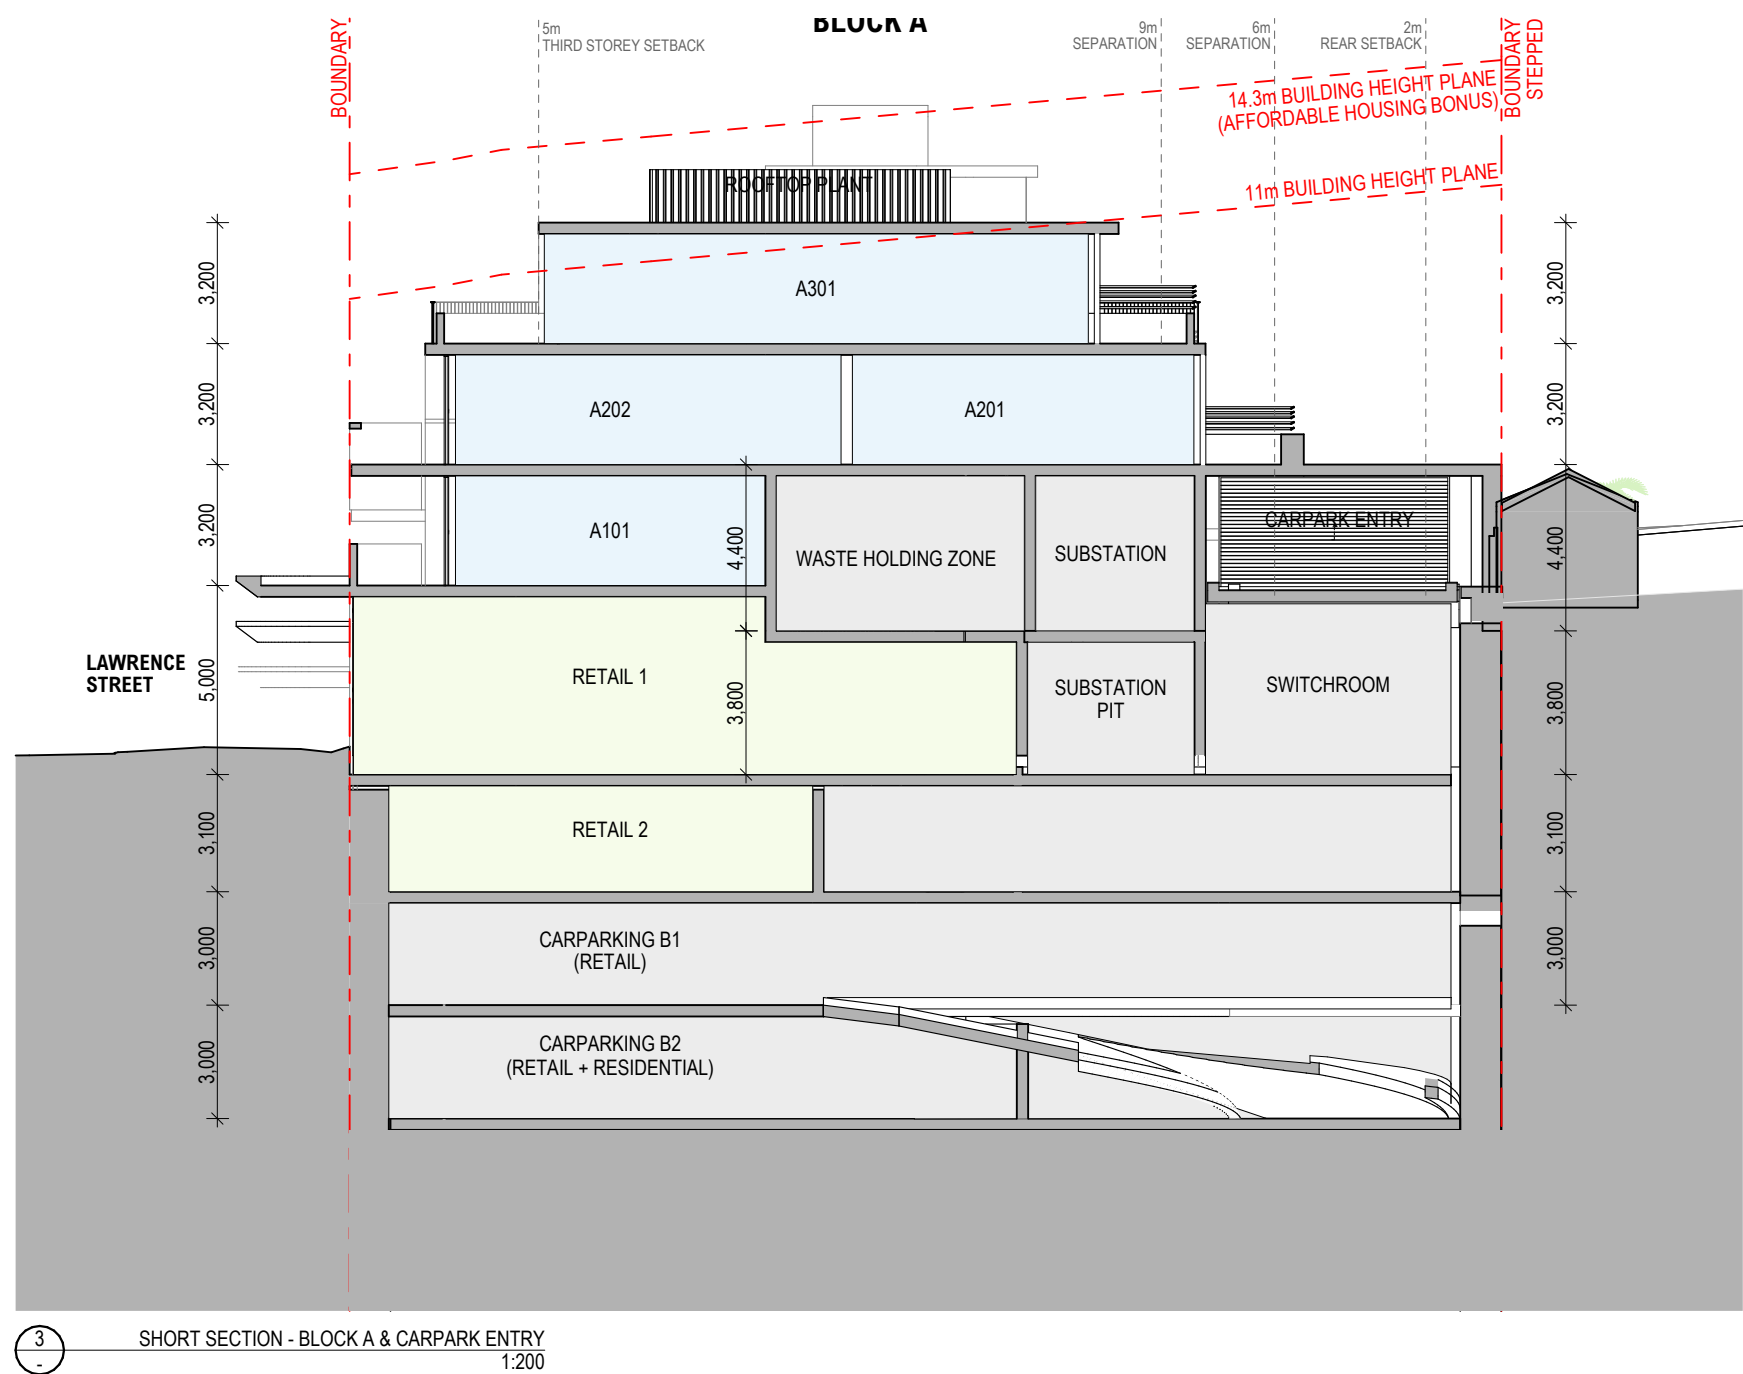 BLOCK A
BOUNDARY
5m
THIRD STOREY SETBACK
9m
SEPARATION
6m
SEPARATION
2m
REAR SETBACK
BOUNDARY
STEPPED
14.3m BUILDING HEIGHT PLANE
(AFFORDABLE HOUSING BONUS)
11m BUILDING HEIGHT PLANE
ROOFTOP PLANT
3,200
A301
3,200
3,200
A202
A201
3,200
3,200
A101
4,400
WASTE HOLDING ZONE
SUBSTATION
CARPARK ENTRY
4,400
LAWRENCE
STREET
5,000
RETAIL 1
3,800
SUBSTATION
PIT
SWITCHROOM
3,800
3,100
RETAIL 2
3,100
3,000
CARPARKING B1
(RETAIL)
3,000
3,000
CARPARKING B2
(RETAIL + RESIDENTIAL)
3
-
SHORT SECTION - BLOCK A & CARPARK ENTRY
1:200